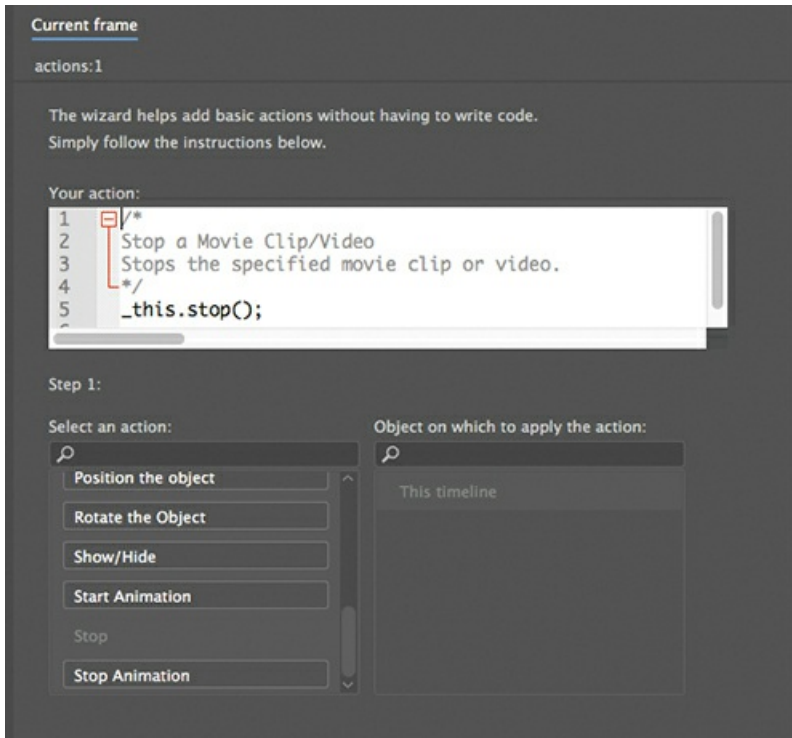 Current frame
actions:1
The wizard helps add basic actions without having to write code.
Simply follow the instructions below.
Your action:
1 /*
2 Stop a Movie Clip/Video
3 Stops the specified movie clip or video.
4 */
5 _this.stop();
Step 1:
Select an action:
Position the object
Rotate the Object
Show/Hide
Start Animation
Stop
Stop Animation
Object on which to apply the action:
This timeline